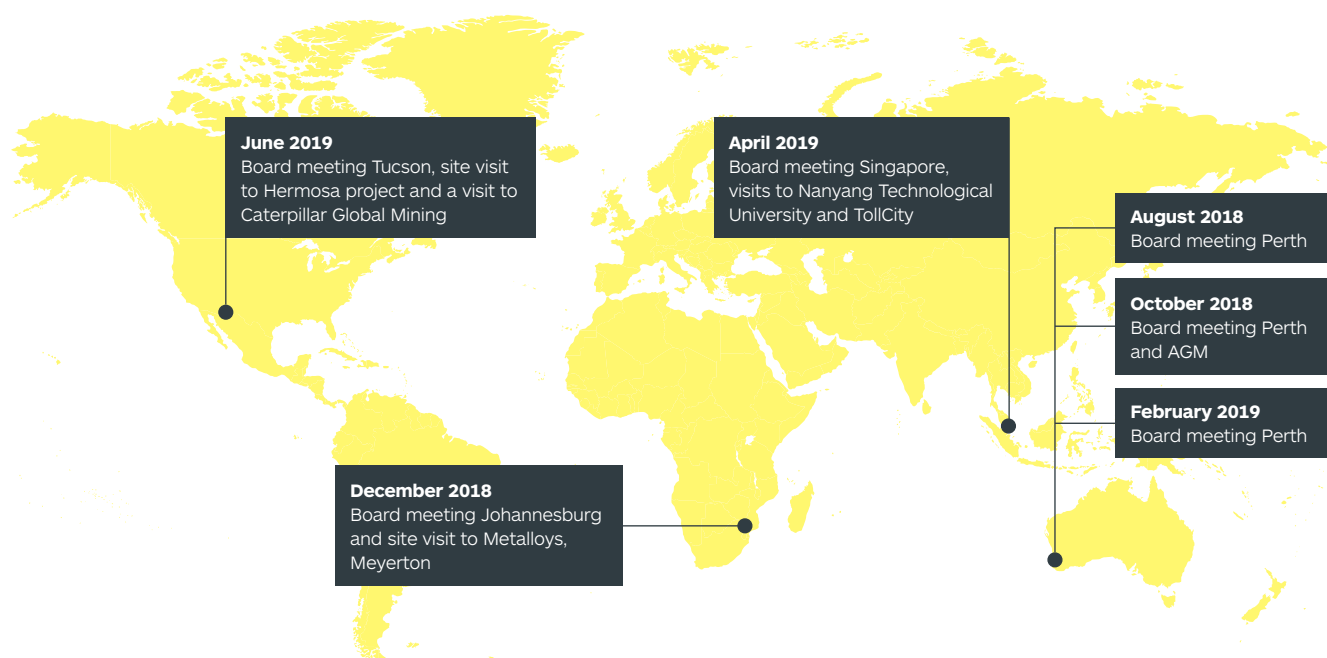 June 2019
Board meeting Tucson, site visit
to Hermosa project and a visit to
Caterpillar Global Mining
April 2019
Board meeting Singapore,
visits to Nanyang Technological
University and TollCity
August 2018
Board meeting Perth
October 2018
Board meeting Perth
and AGM
February 2019
Board meeting Perth
December 2018
Board meeting Johannesburg
and site visit to Metalloys,
Meyerton